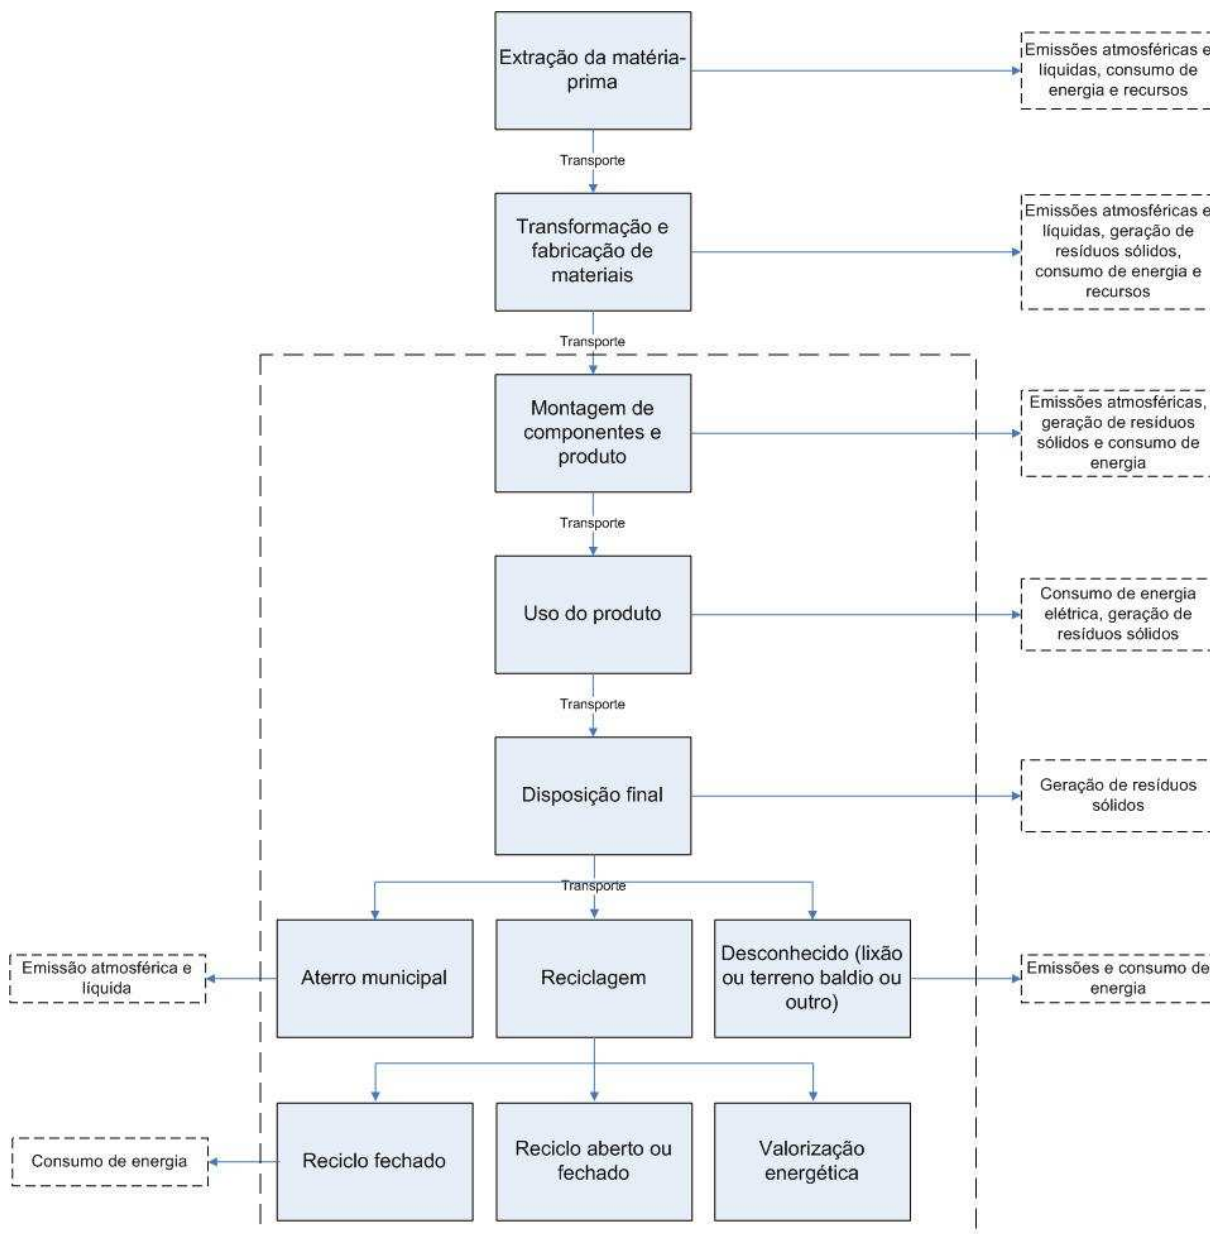 Extração da matéria-
prima
Emissões atmosféricas e
líquidas, consumo de
energia e recursos
Transporte
Transformação e
fabricação de
materiais
Emissões atmosféricas e
líquidas, geração de
resíduos sólidos,
consumo de energia e
recursos
Transporte
Montagem de
componentes e
produto
Emissões atmosféricas,
geração de resíduos
sólidos e consumo de
energia
Transporte
Uso do produto
Consumo de energia
elétrica, geração de
resíduos sólidos
Transporte
Disposição final
Geração de resíduos
sólidos
Transporte
Emissão atmosférica e
líquida
Aterro municipal
Reciclagem
Desconhecido (lixão
ou terreno baldio ou
outro)
Emissões e consumo de
energia
Consumo de energia
Reciclo fechado
Reciclo aberto ou
fechado
Valorização
energética